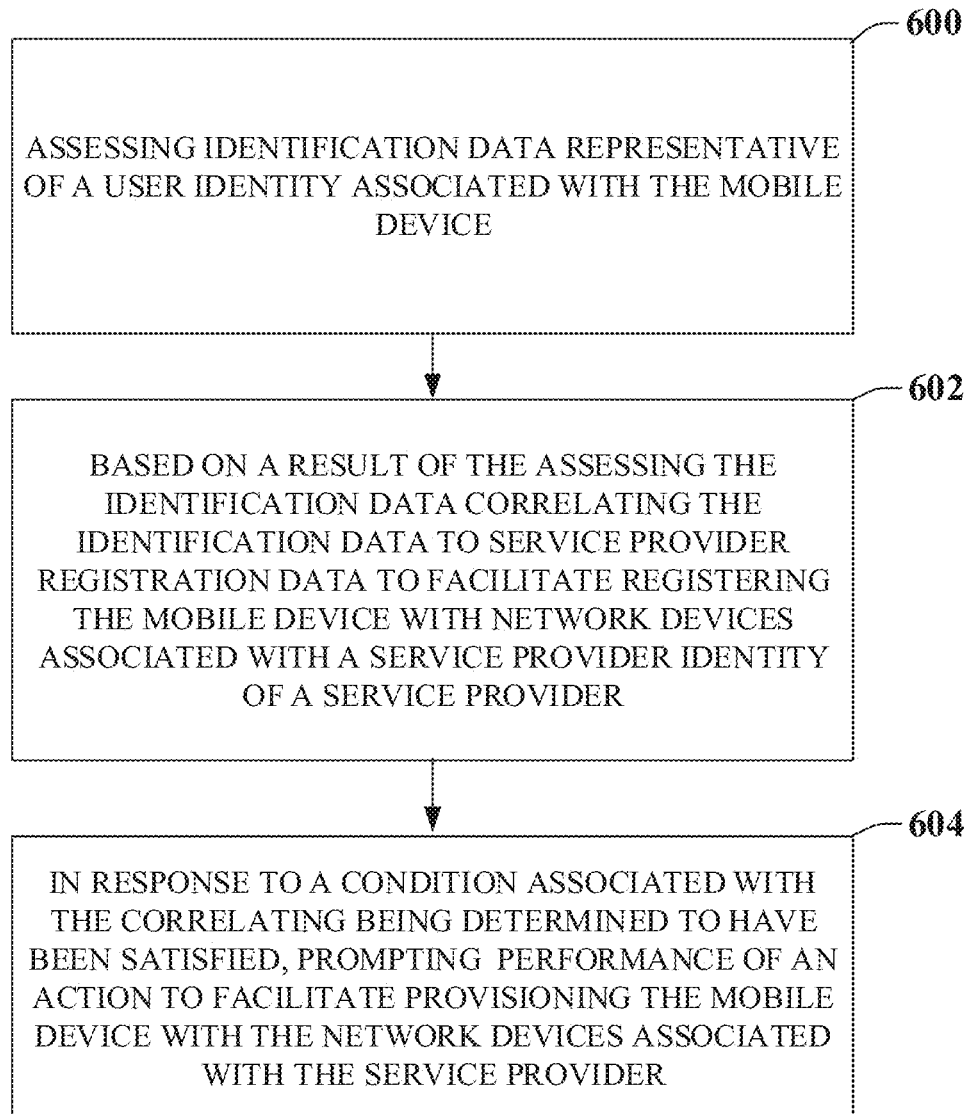 600
ASSESSING IDENTIFICATION DATA REPRESENTATIVE
OF A USER IDENTITY ASSOCIATED WITH THE MOBILE
DEVICE
602
BASED ON A RESULT OF THE ASSESSING THE
IDENTIFICATION DATA CORRELATING THE
IDENTIFICATION DATA TO SERVICE PROVIDER
REGISTRATION DATA TO FACILITATE REGISTERING
THE MOBILE DEVICE WITH NETWORK DEVICES
ASSOCIATED WITH A SERVICE PROVIDER IDENTITY
OF A SERVICE PROVIDER
604
IN RESPONSE TO A CONDITION ASSOCIATED WITH
THE CORRELATING BEING DETERMINED TO HAVE
BEEN SATISFIED, PROMPTING PERFORMANCE OF AN
ACTION TO FACILITATE PROVISIONING THE MOBILE
DEVICE WITH THE NETWORK DEVICES ASSOCIATED
WITH THE SERVICE PROVIDER